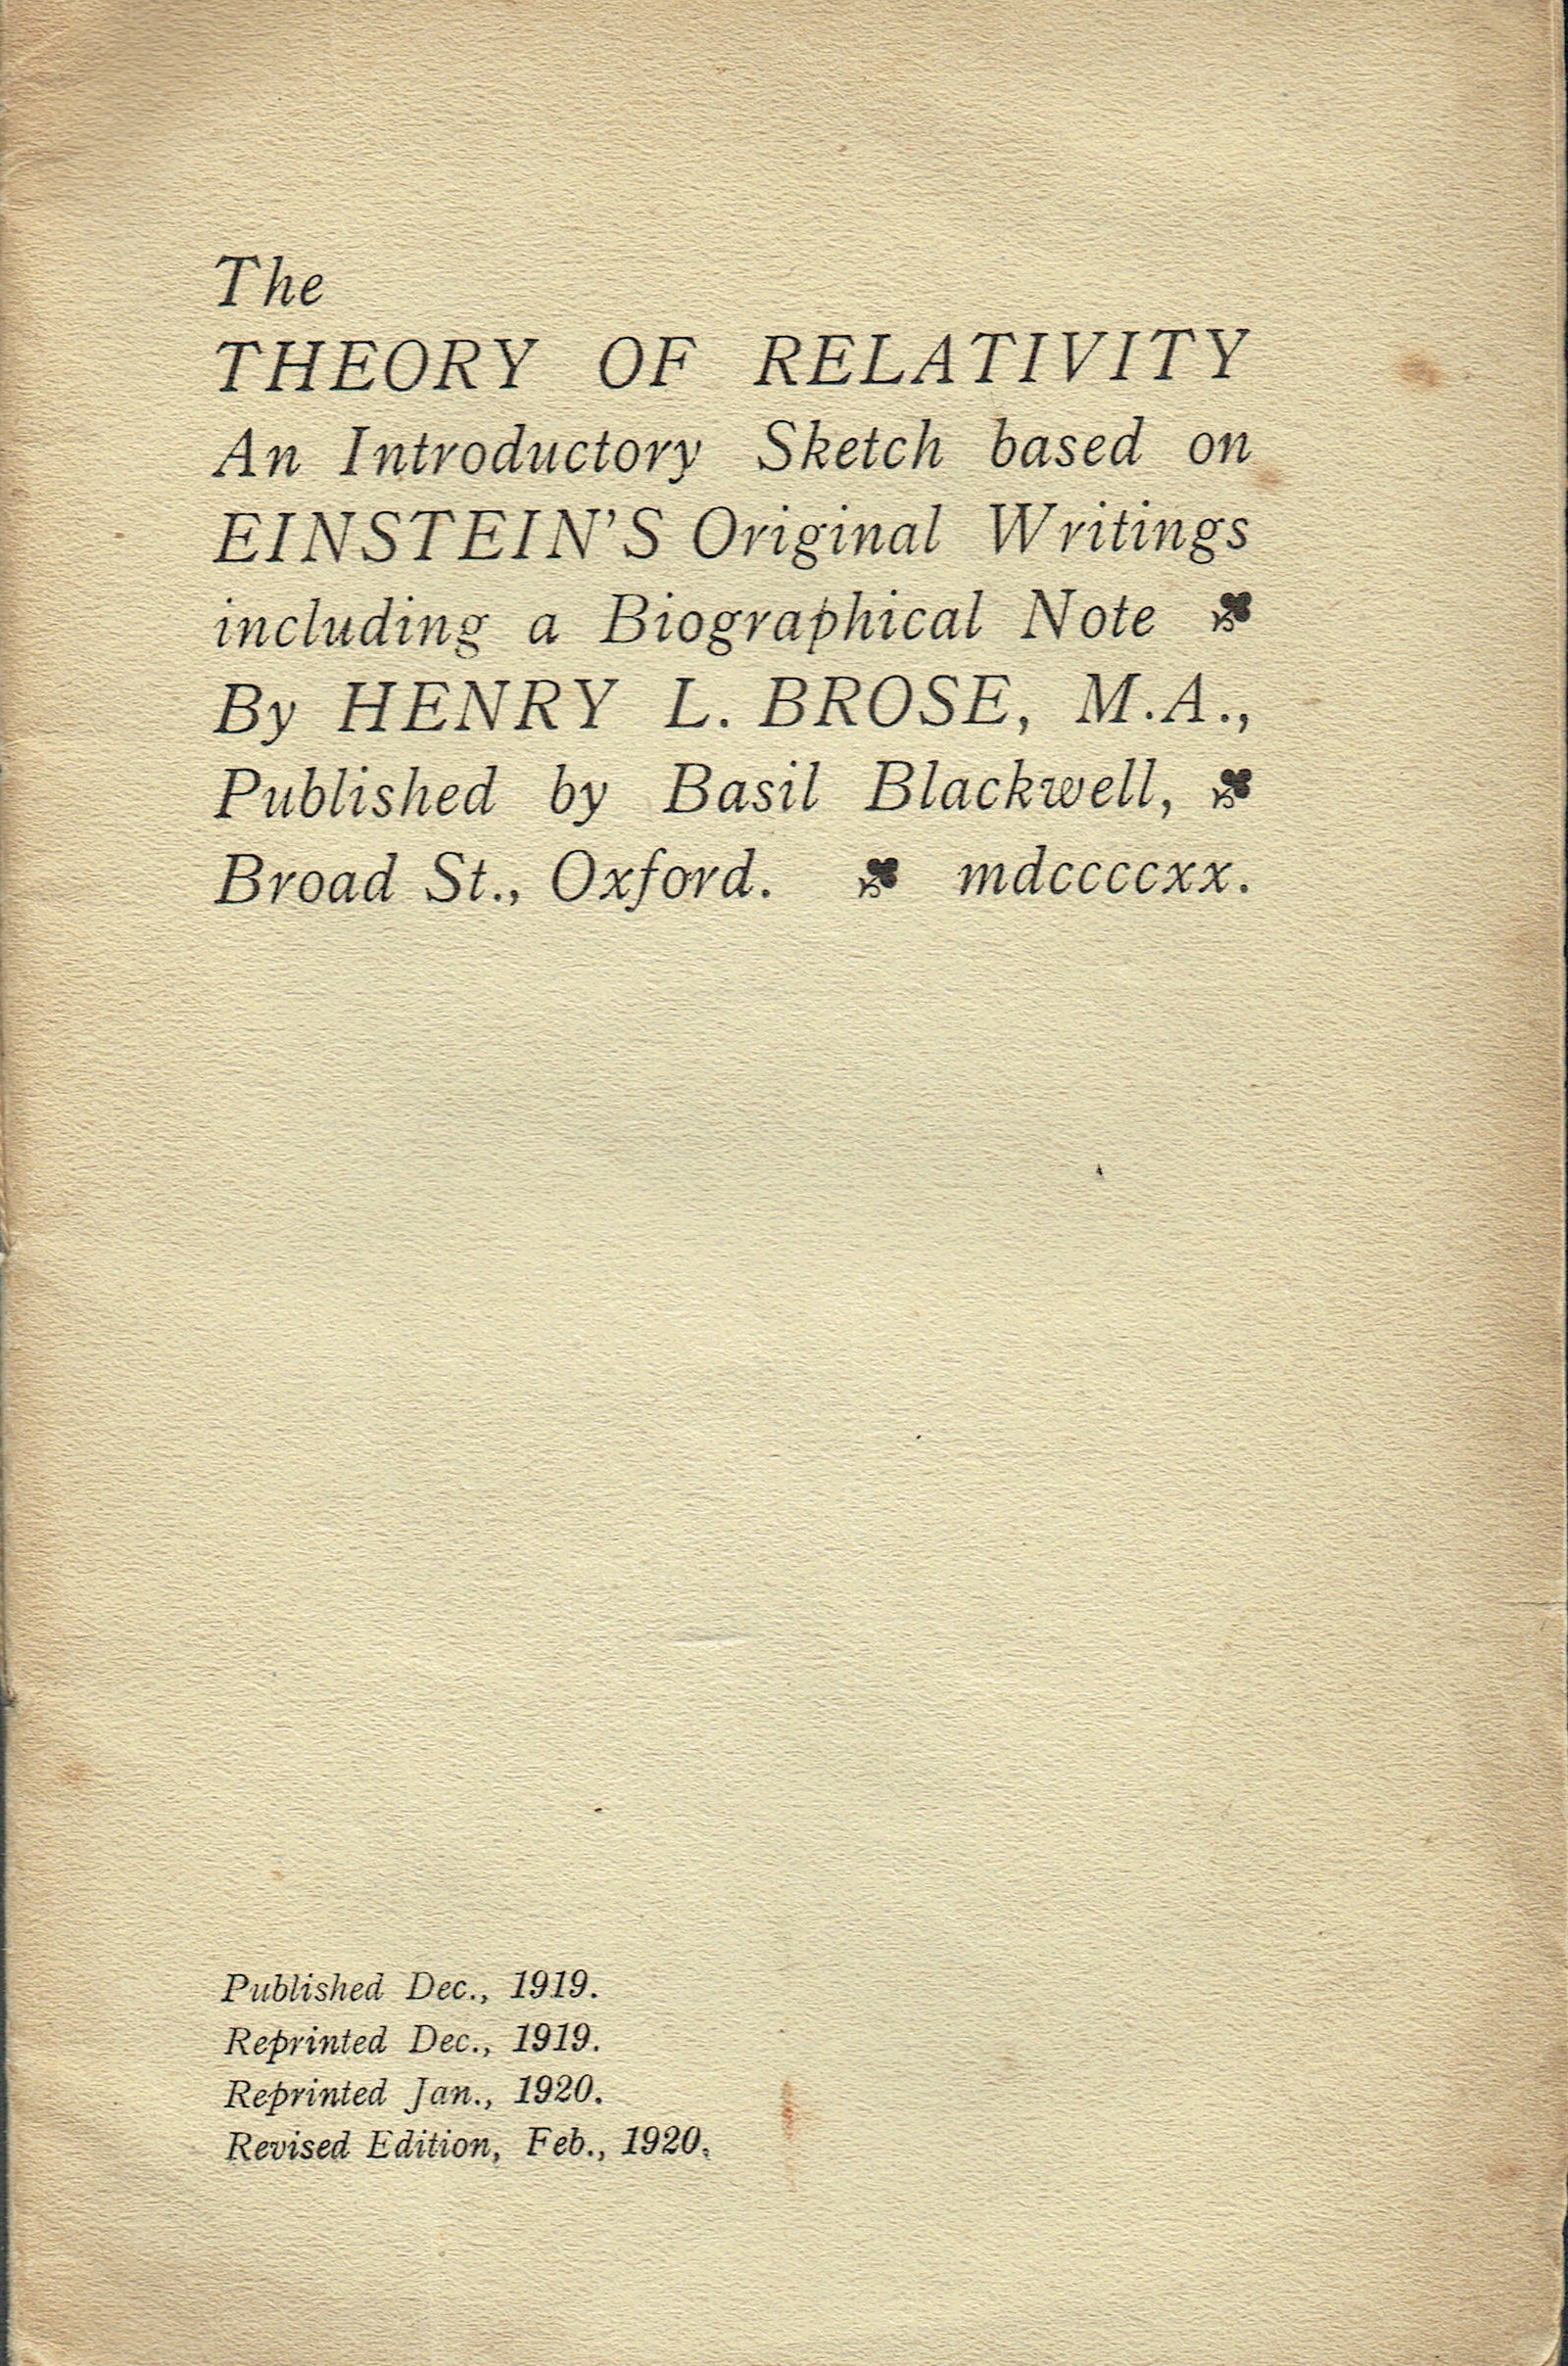 The
THEORY OF RELATIVITY
An Introductory Sketch based on
EINSTEIN'S Original Writings
including a Biographical Note
By HENRY L. BROSE, M.A.,
Published by Basil Blackwell,
Broad St., Oxford. mdccccxx.
Published Dec., 1919.
Reprinted Dec., 1919.
Reprinted Jan., 1920.
Revised Edition, Feb., 1920.